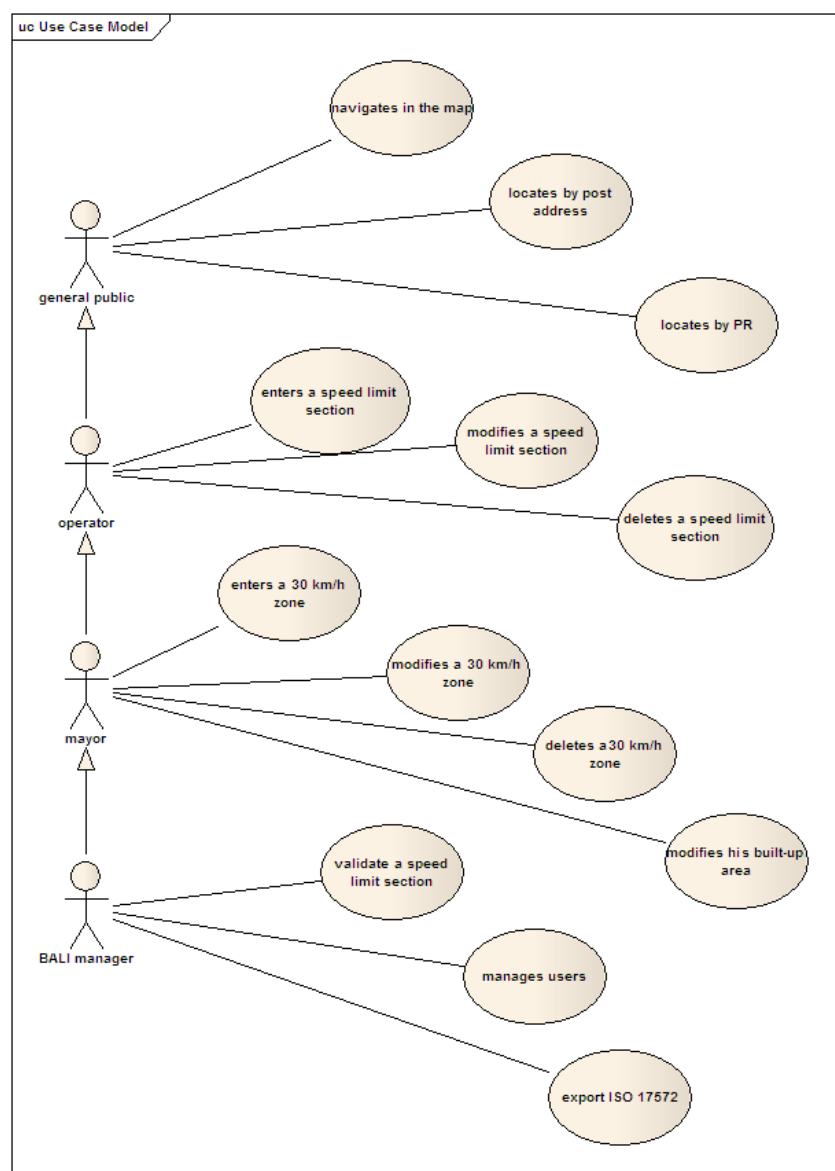 uc Use Case Model
navigates in the map
locates by post
address
general public
locates by PR
enters a speed limit
section
modifies a speed
limit section
operator
deletes a speed limit
section
enters a 30 km/h
zone
modifies a 30 km/h
zone
mayor
deletes a30 km/h
zone
modifies his built-up
area
validate a speed
limit section
BALI manager
manages users
export ISO 17572